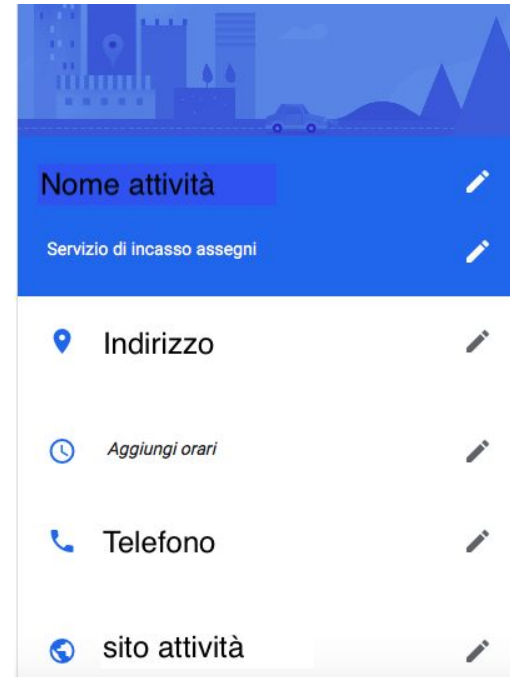 Nome attività
Servizio di incasso assegni
Indirizzo
Aggiungi orari
Telefono
sito attività